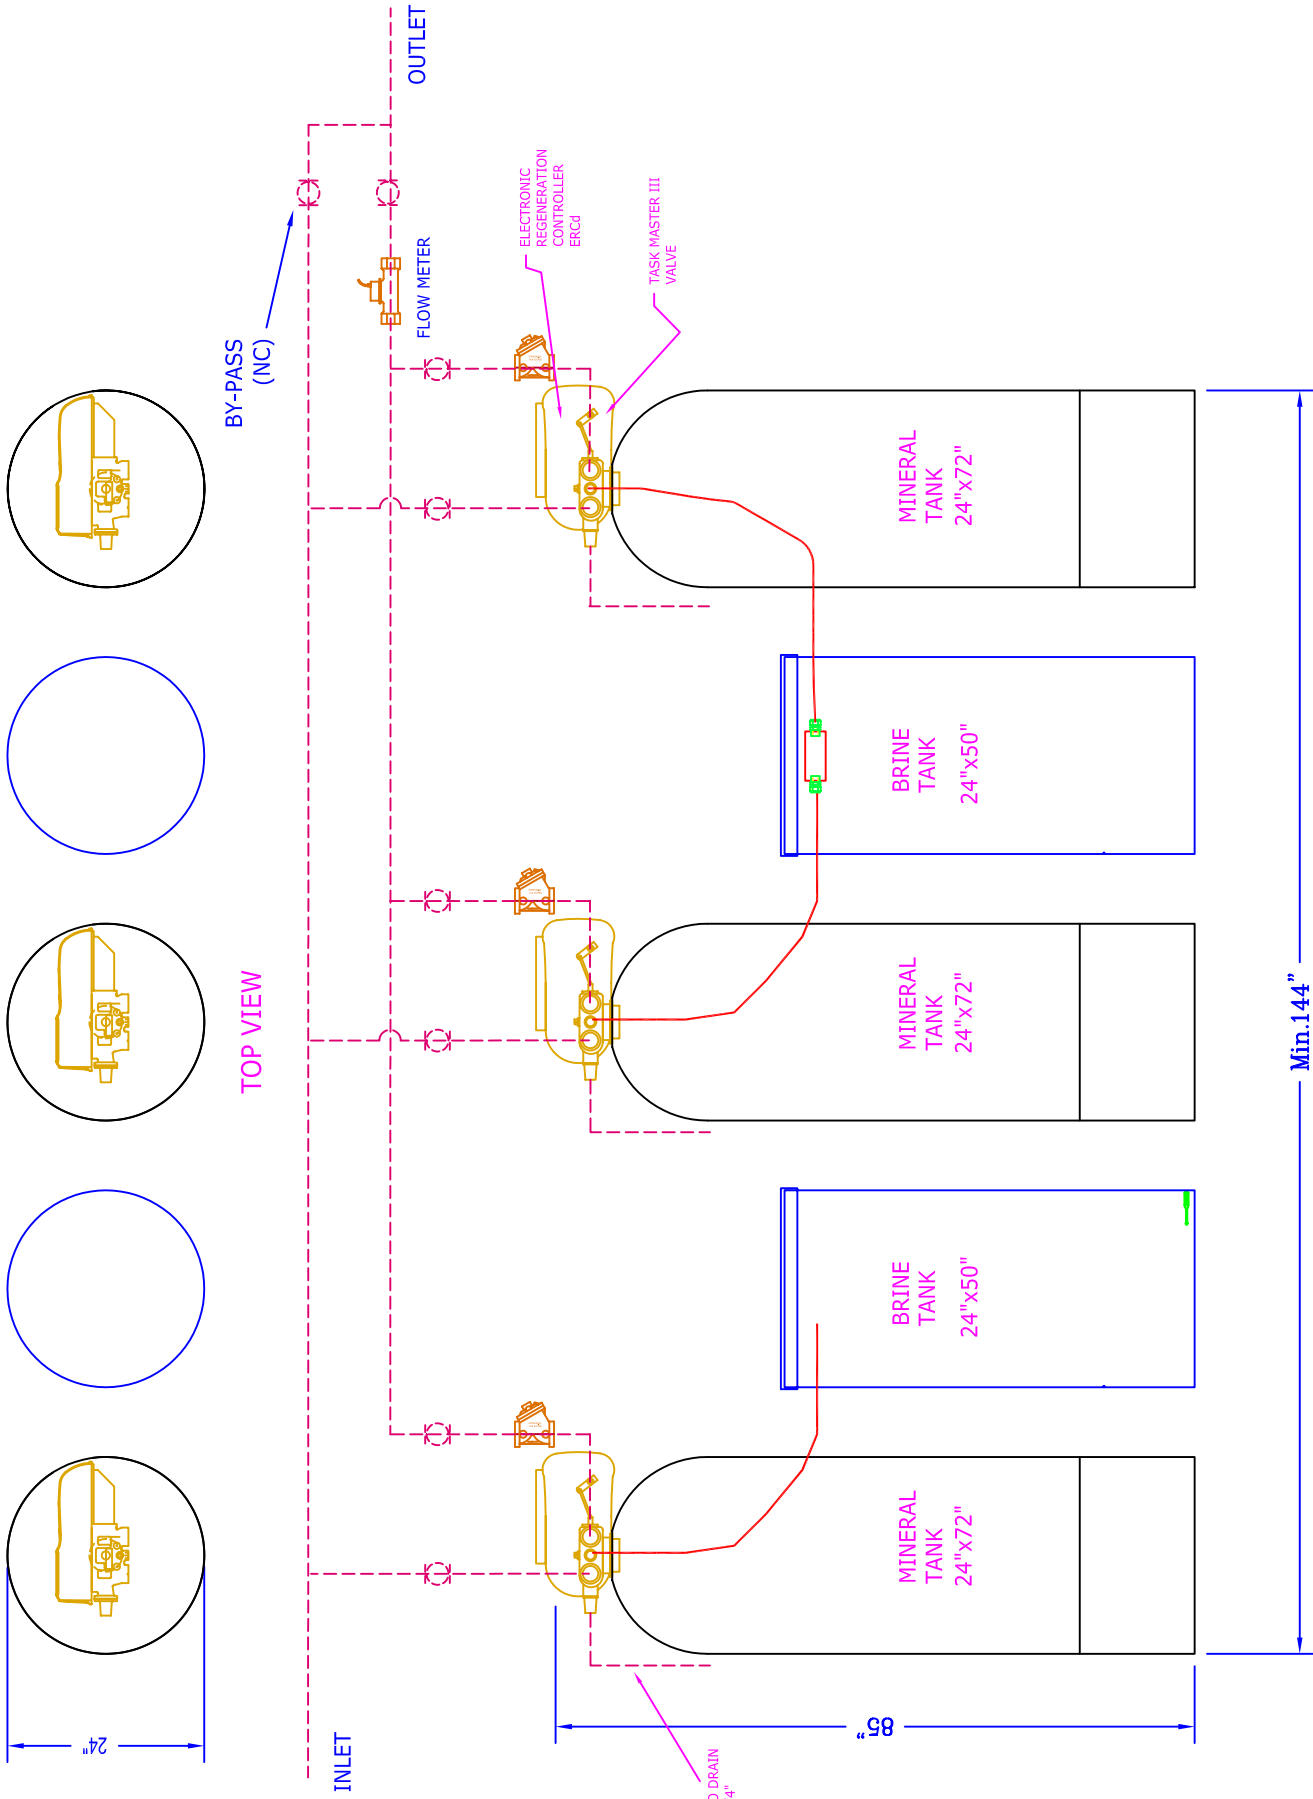 OUTLET
BY-PASS
(NC)
FLOW METER
ELECTRONIC
REGENERATION
CONTROLLER
ERCd
TASK MASTER III
VALVE
MINERAL
TANK
24"x72"
BRINE
TANK
24"x50"
TOP VIEW
MINERAL
TANK
24"x72"
BRINE
TANK
24"x50"
MINERAL
TANK
24"x72"
Min.144”
85”
24"
INLET
DRAIN
4"